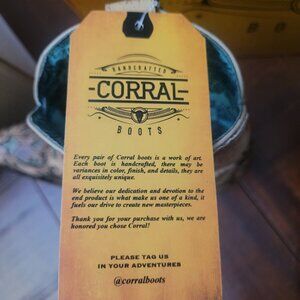 HANDCRAFTED
-CORRAL-
BOOTS
Every pair of Corral boots is a work of art.
Each boot is handcrafted, there may be
variances in color, finish, and details, they are
all exquisitely unique.
We believe our dedication and devotion to the
end product is what make us one of a kind, it
fuels our drive to create new masterpieces.
Thank you for your purchase with us, we are
honored you chose Corral!
PLEASE TAG US
IN YOUR ADVENTURES
@corralboots